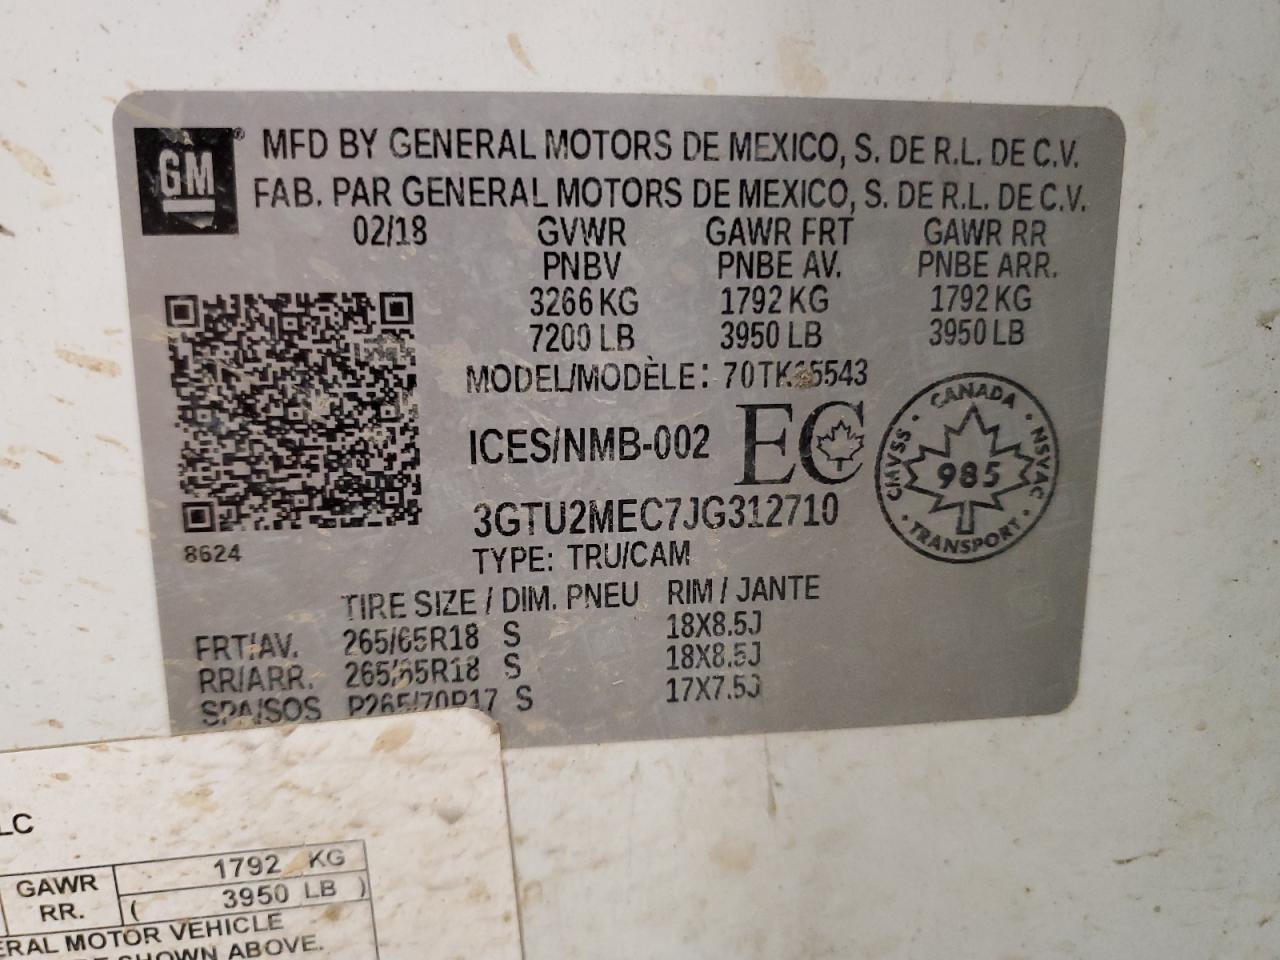 GM® MFD BY GENERAL MOTORS DE MEXICO, S. DE R.L. DE C.V.
FAB. PAR GENERAL MOTORS DE MEXICO, S. DE R.L. DE C.V.
02/18 GVWR GAWR FRT GAWR RR
PNBV PNBE AV. PNBE ARR.
3266 KG 1792 KG 1792 KG
7200 LB 3950 LB 3950 LB
MODEL/MODÈLE:
ICES/NMB-002 EC
CANADA · NSVAC · TRANSPORT · CMVSS ·
985
3GTU2MEC7JG312710
8624
TYPE: TRU/CAM
TIRE SIZE / DIM. PNEU RIM / JANTE
FRT/AV. 265/65R18 S 18X8.5J
RR/ARR. 265/65R18 S 18X8.5J
SPA/SOS P265/70R17 S 17X7.5J
LC
GAWR 1792 KG
RR. ( 3950 LB )
ERAL MOTOR VEHICLE
SHOWN ABOVE.